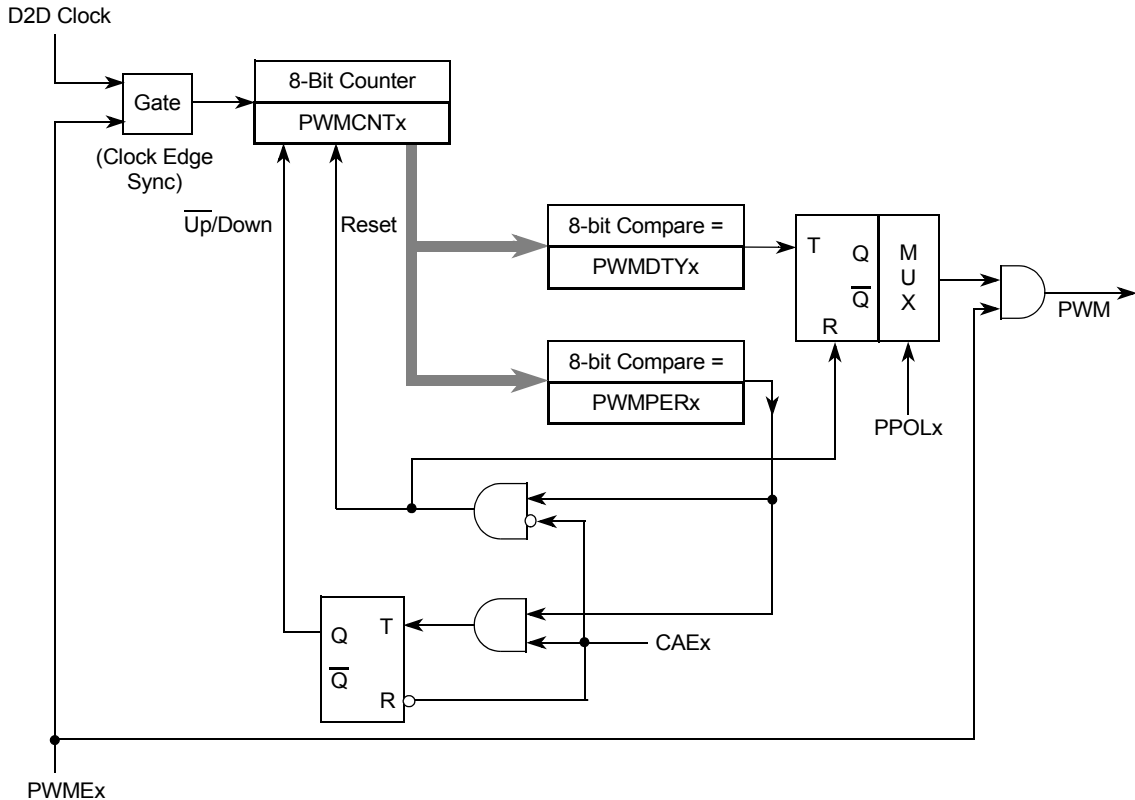 D2D Clock
Gate
(Clock Edge
Sync)
8-Bit Counter
PWMCNTx
U̅p̅/Down
Reset
8-bit Compare =
PWMDTYx
T
Q
Q̅
R
M
U
X
PWM
8-bit Compare =
PWMPERx
PPOLx
Q
T
Q̅
R
CAEx
PWMEx